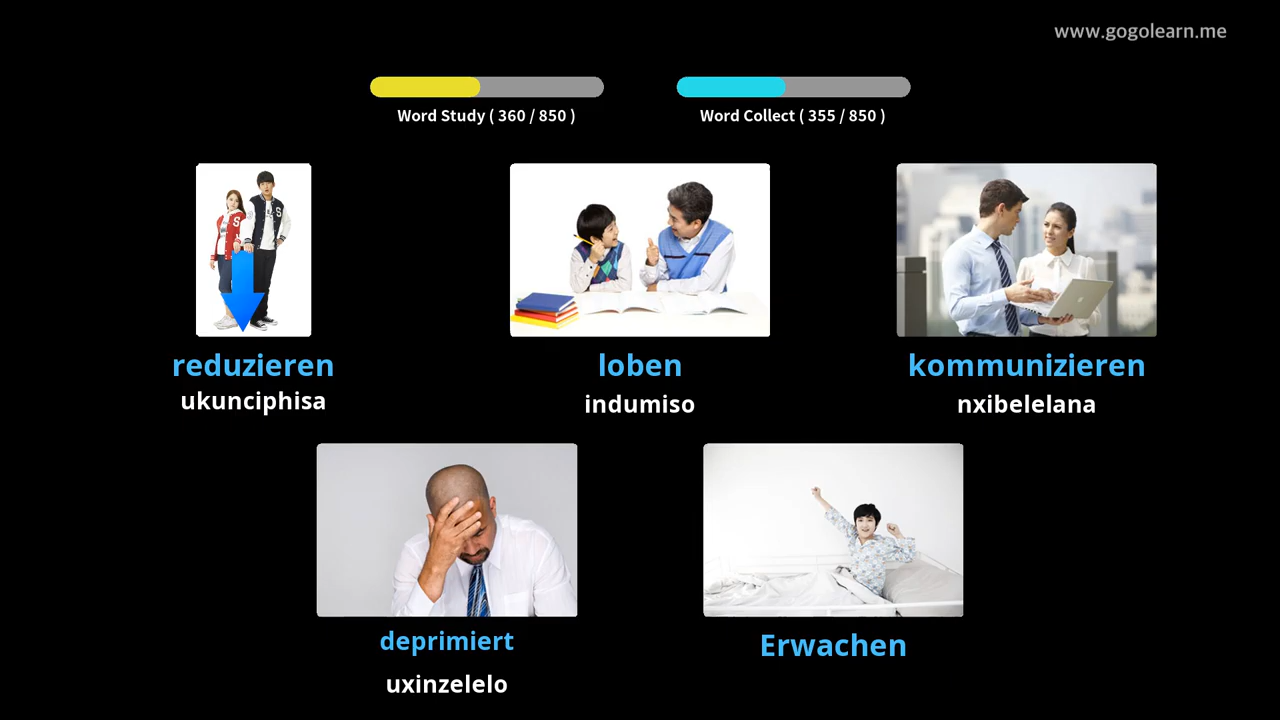 www.gogolearn.me
Word Study ( 360 / 850 )
Word Collect ( 355 / 850 )
reduzieren
ukunciphisa
loben
indumiso
kommunizieren
nxibelelana
deprimiert
uxinzelelo
Erwachen